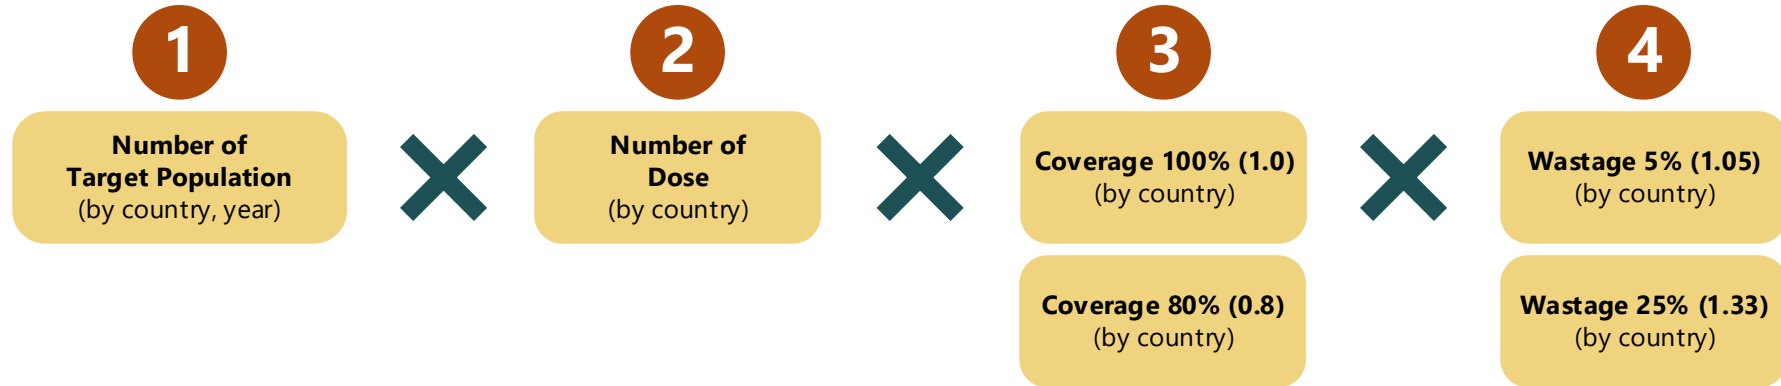 1
Number of
Target Population
(by country, year)
2
Number of
Dose
(by country)
3
Coverage 100% (1.0)
(by country)
Coverage 80% (0.8)
(by country)
4
Wastage 5% (1.05)
(by country)
Wastage 25% (1.33)
(by country)